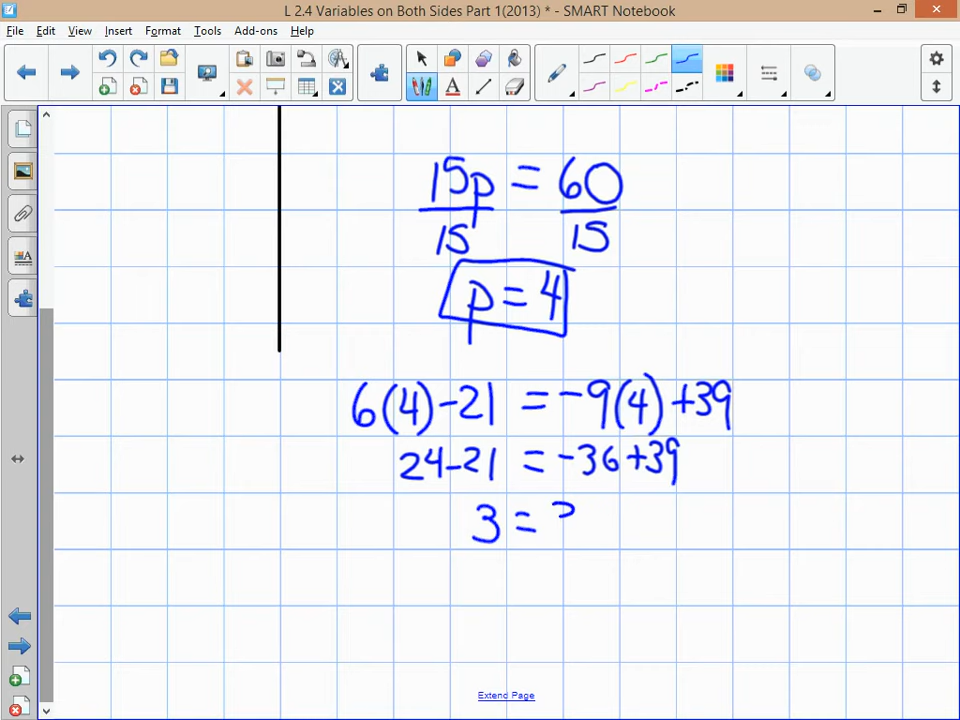 L 2.4 Variables on Both Sides Part 1(2013) * - SMART Notebook
File Edit View Insert Format Tools Add-ons Help
15p = 60
15 15
p = 4
6(4)-21 = -9(4)+39
24-21 = -36+39
3 =
Extend Page